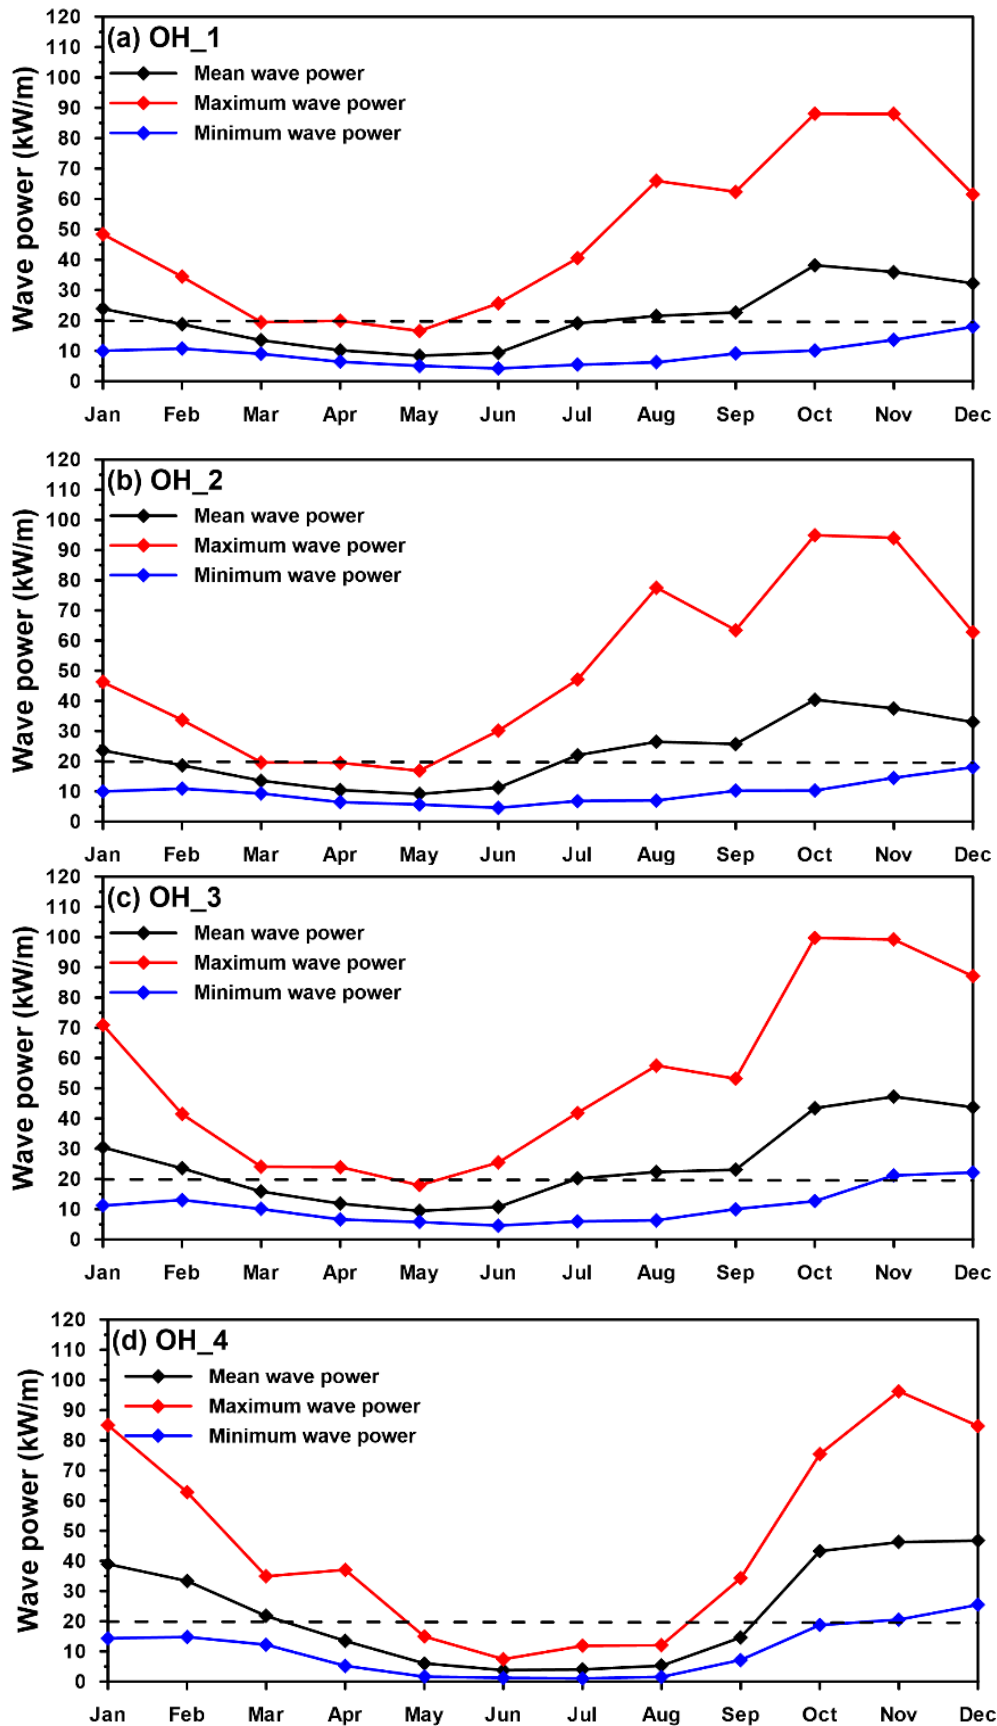 (a) OH_1
Mean wave power
Maximum wave power
Minimum wave power
Wave power (kW/m)
120
110
100
90
80
70
60
50
40
30
20
10
0
Jan Feb Mar Apr May Jun Jul Aug Sep Oct Nov Dec
(b) OH_2
Mean wave power
Maximum wave power
Minimum wave power
Wave power (kW/m)
120
110
100
90
80
70
60
50
40
30
20
10
0
Jan Feb Mar Apr May Jun Jul Aug Sep Oct Nov Dec
(c) OH_3
Mean wave power
Maximum wave power
Minimum wave power
Wave power (kW/m)
120
110
100
90
80
70
60
50
40
30
20
10
0
Jan Feb Mar Apr May Jun Jul Aug Sep Oct Nov Dec
(d) OH_4
Mean wave power
Maximum wave power
Minimum wave power
Wave power (kW/m)
120
110
100
90
80
70
60
50
40
30
20
10
0
Jan Feb Mar Apr May Jun Jul Aug Sep Oct Nov Dec